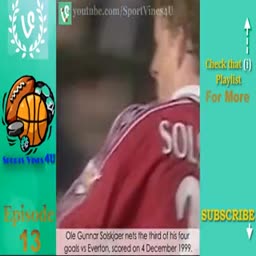 youtube.com/SportVines4U
Check that (i)
Playlist
For More
SPORTS VINES4U
SOL
Episode
13
SUBSCRIBE
Ole Gunnar Solskjaer nets the third of his four
goals vs Everton, scored on 4 December 1999.